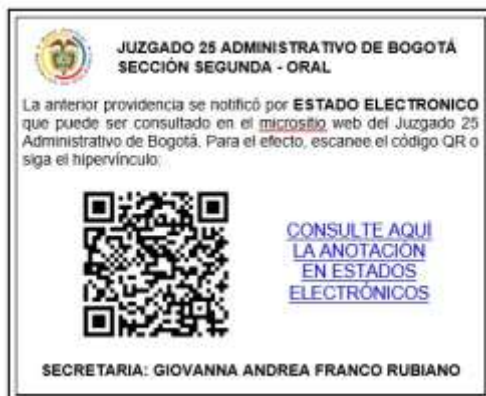 JUZGADO 25 ADMINISTRATIVO DE BOGOTÁ
SECCIÓN SEGUNDA - ORAL
La anterior providencia se notificó por ESTADO ELECTRONICO
que puede ser consultado en el micrositio web del Juzgado 25
Administrativo de Bogotá. Para el efecto, escanee el código QR o
siga el hipervínculo:
CONSULTE AQUÍ
LA ANOTACIÓN
EN ESTADOS
ELECTRÓNICOS
SECRETARIA: GIOVANNA ANDREA FRANCO RUBIANO